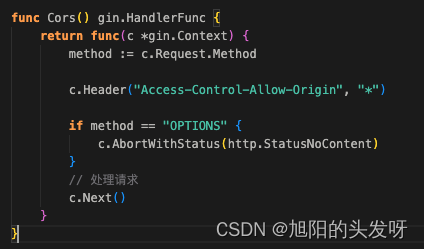 func Cors() gin.HandlerFunc {
    return func(c *gin.Context) {
        method := c.Request.Method

        c.Header("Access-Control-Allow-Origin", "*")

        if method == "OPTIONS" {
            c.AbortWithStatus(http.StatusNoContent)
        }
        // 处理请求
        c.Next()
    }
}
CSDN @旭阳的头发呀